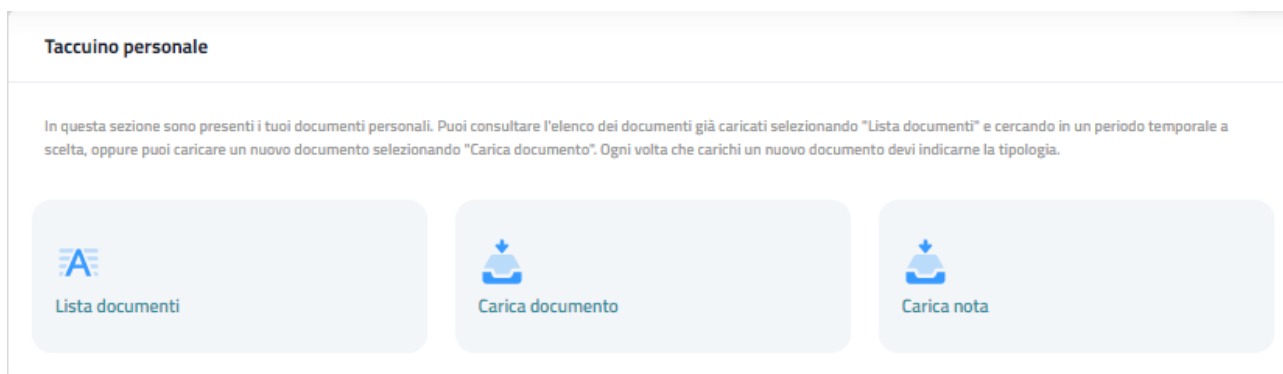 Taccuino personale
In questa sezione sono presenti i tuoi documenti personali. Puoi consultare l'elenco dei documenti già caricati selezionando "Lista documenti" e cercando in un periodo temporale a
scelta, oppure puoi caricare un nuovo documento selezionando "Carica documento". Ogni volta che carichi un nuovo documento devi indicarne la tipologia.
A
Lista documenti
Carica documento
Carica nota